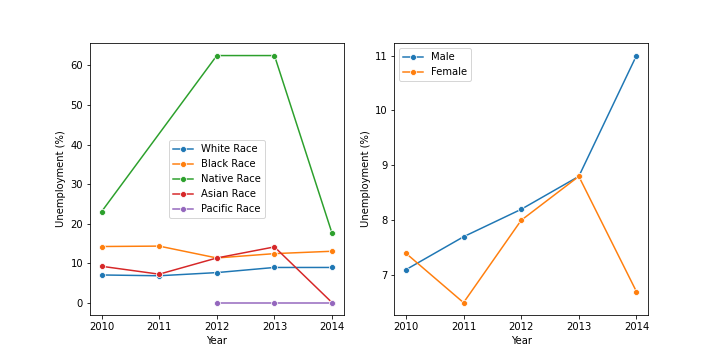 Unemployment (%)
60
50
40
30
20
10
0
White Race
Black Race
Native Race
Asian Race
Pacific Race
2010 2011 2012 2013 2014
Year
Unemployment (%)
11
10
9
8
7
Male
Female
2010 2011 2012 2013 2014
Year